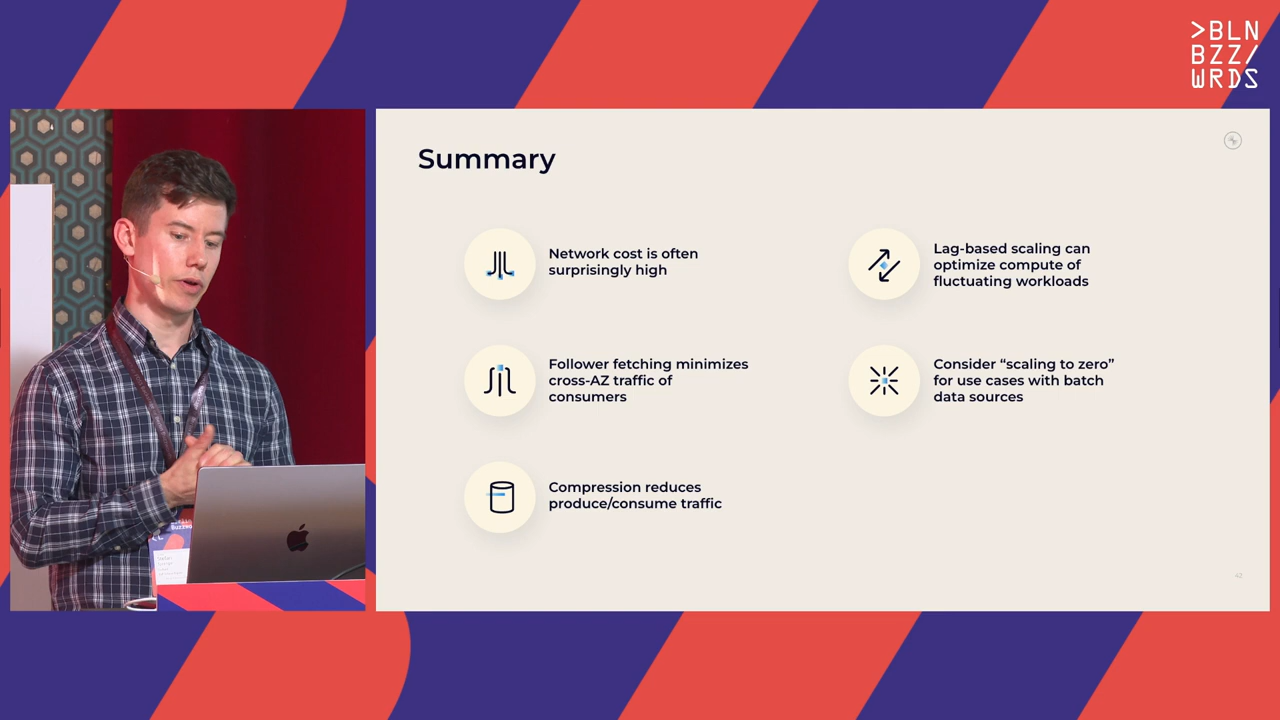 >BLN
BZZ/
WRDS
Summary
Network cost is often
surprisingly high
Follower fetching minimizes
cross-AZ traffic of
consumers
Compression reduces
produce/consume traffic
Lag-based scaling can
optimize compute of
fluctuating workloads
Consider “scaling to zero”
for use cases with batch
data sources
42